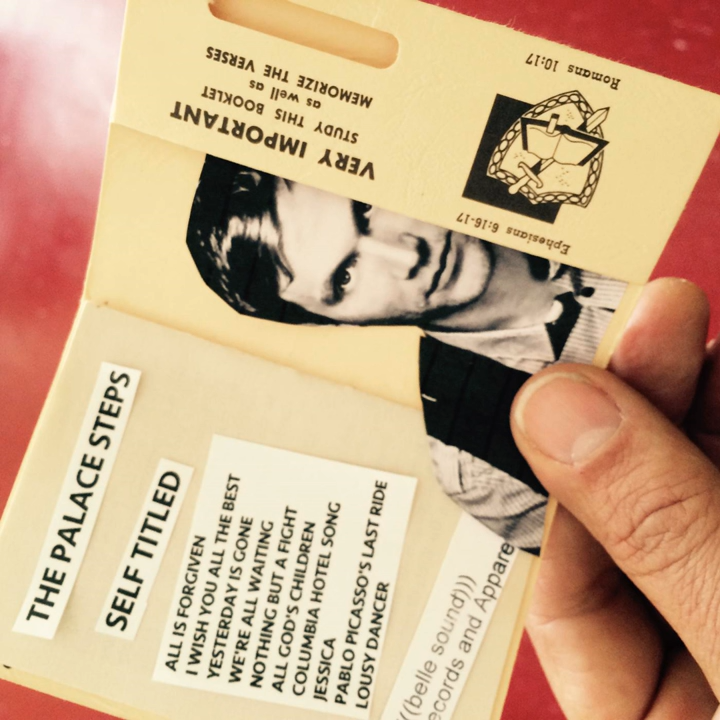 Romans 10:17
Ephesians 6:16-17
VERY IMPORTANT
STUDY THIS BOOKLET
as well as
MEMORIZE THE VERSES
THE PALACE STEPS
SELF TITLED
ALL IS FORGIVEN
I WISH YOU ALL THE BEST
YESTERDAY IS GONE
WE'RE ALL WAITING
NOTHING BUT A FIGHT
ALL GOD'S CHILDREN
COLUMBIA HOTEL SONG
JESSICA
PABLO PICASSO'S LAST RIDE
LOUSY DANCER
((belle sound)))
ecords and Appare